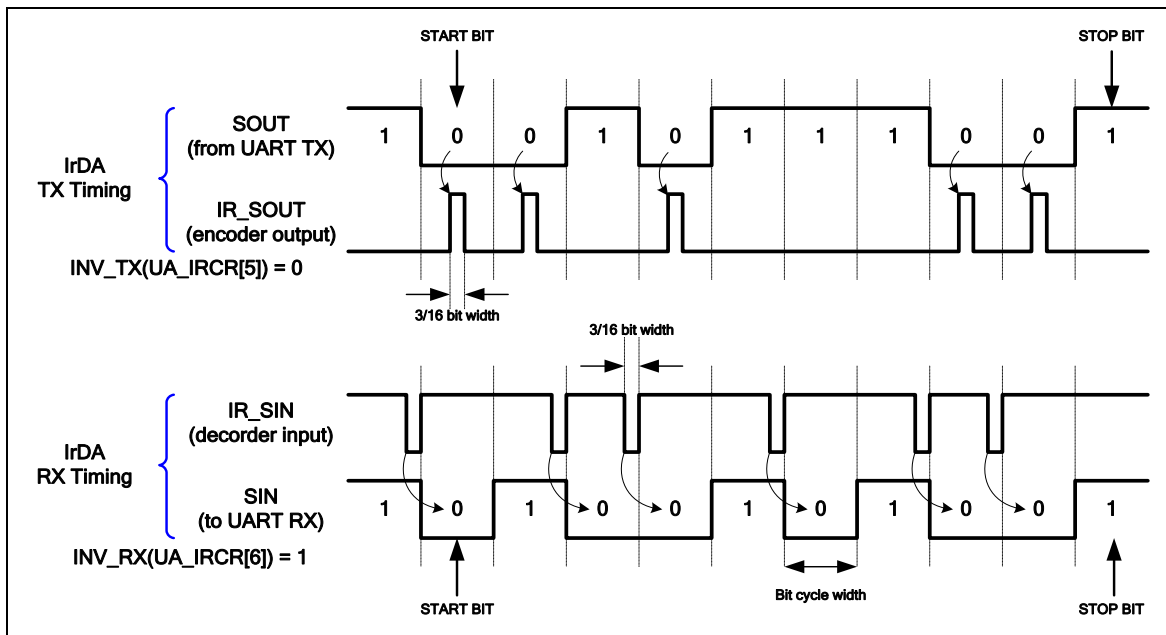 START BIT
STOP BIT
SOUT
(from UART TX)
1 0 0 1 0 1 1 1 0 0 1
IrDA
TX Timing
IR_SOUT
(encoder output)
INV_TX(UA_IRCR[5]) = 0
3/16 bit width
3/16 bit width
IR_SIN
(decorder input)
IrDA
RX Timing
SIN
(to UART RX)
1 0 1 0 0 1 0 1 0 0 1
INV_RX(UA_IRCR[6]) = 1
Bit cycle width
START BIT
STOP BIT